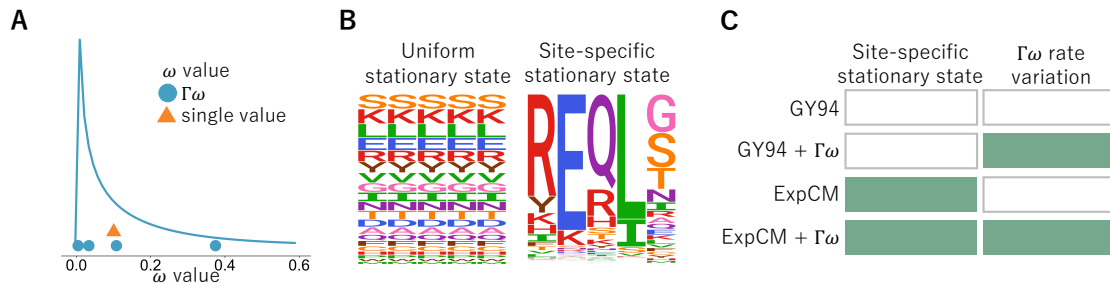 A
ω value
Γω
single value
0.0
0.2
0.4
0.6
ω value
B
Uniform
stationary state
Site-specific
stationary state
S S S S S
K K K K K
L L L L L
E E E E E
R R R R R
Y Y Y Y Y
V V V V V
G G G G G
I I I I I
N N N N N
T T T T T
D D D D D
A A A A A
Q Q Q Q Q
R E Q L G
S
T
Y
K
H
K
R
H
I
N
I
R
A
C
Site-specific
stationary state
Γω rate
variation
GY94
GY94 + Γω
ExpCM
ExpCM + Γω